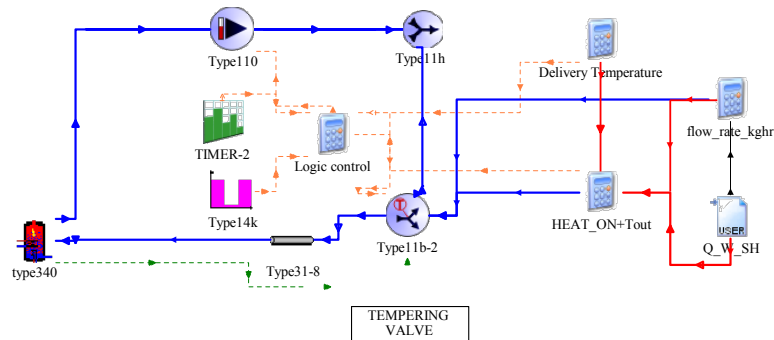 Type110
Type11h
Delivery Temperature
flow_rate_kghr
TIMER-2
Logic control
Type14k
Type11b-2
HEAT_ON+Tout
USER
Q_W_SH
type340
Type31-8
TEMPERING
VALVE